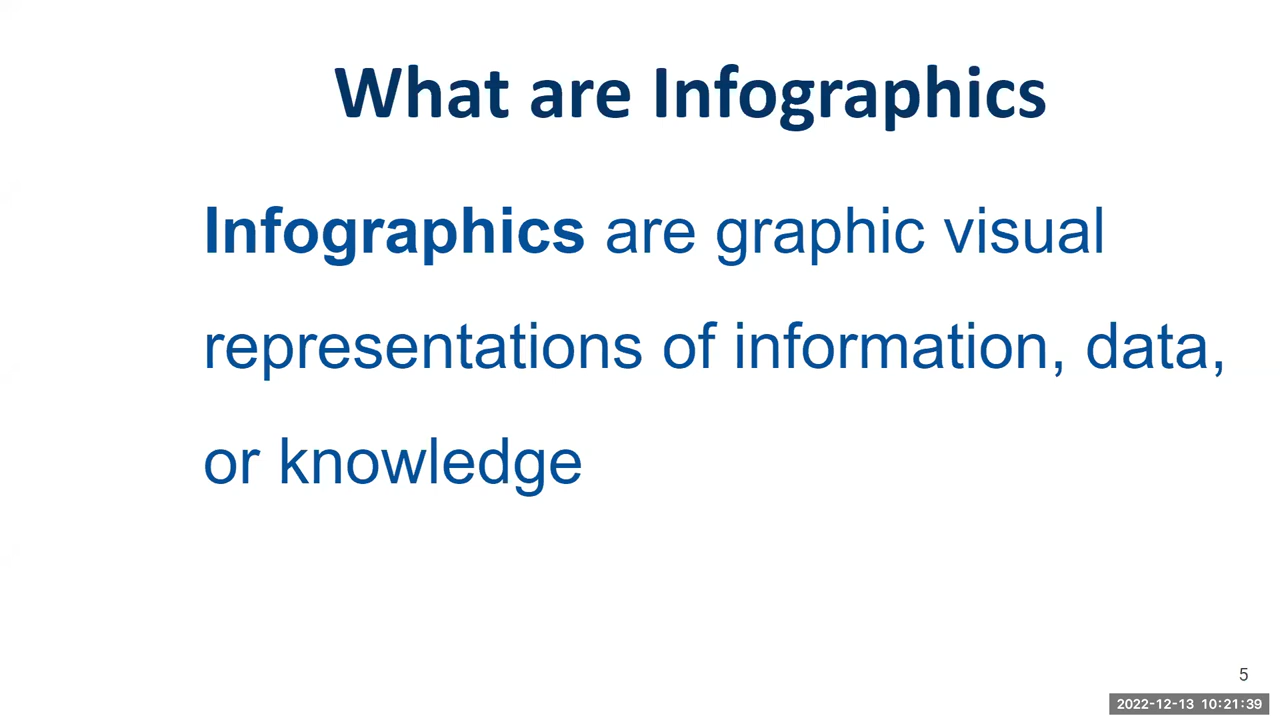 What are Infographics
Infographics are graphic visual
representations of information, data,
or knowledge
5
2022-12-13 10:21:39